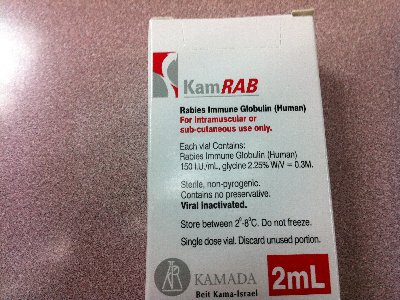 KamRAB
Rabies Immune Globulin (Human)
For intramuscular or
sub-cutaneous use only.
Each vial Contains:
Rabies Immune Globulin (Human)
150 I.U./mL, glycine 2.25% W/V = 0.3M.
Sterile, non-pyrogenic.
Contains no preservative.
Viral Inactivated.
Store between 2°-8°C. Do not freeze.
Single dose vial. Discard unused portion.
KAMADA
Beit Kama-Israel
2mL